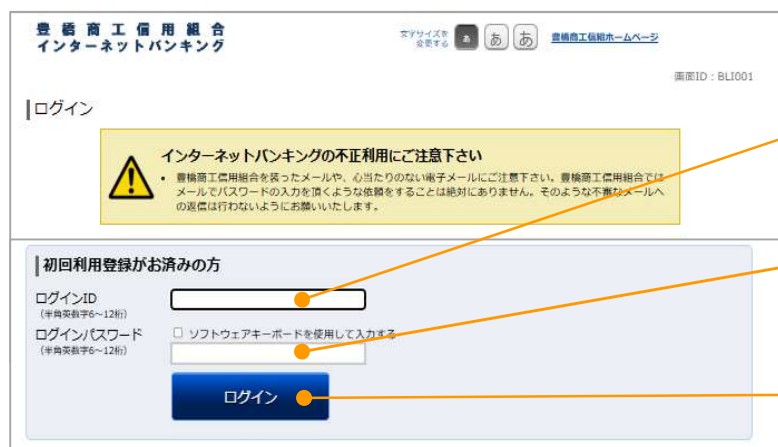 豊橋商工信用組合
インターネットバンキング
文字サイズを
変更する
あ あ あ
豊橋商工信組ホームページ
画面ID：BLI001
ログイン
インターネットバンキングの不正利用にご注意下さい
・ 豊橋商工信用組合を装ったメールや、心当たりのない電子メールにご注意下さい。豊橋商工信用組合では
メールでパスワードの入力を頂くような依頼をすることは絶対にありません。そのような不審なメールへ
の返信は行わないようにお願いいたします。
初回利用登録がお済みの方
ログインID
（半角英数字6～12桁）
ログインパスワード
（半角英数字6～12桁）
ソフトウェアキーボードを使用して入力する
ログイン